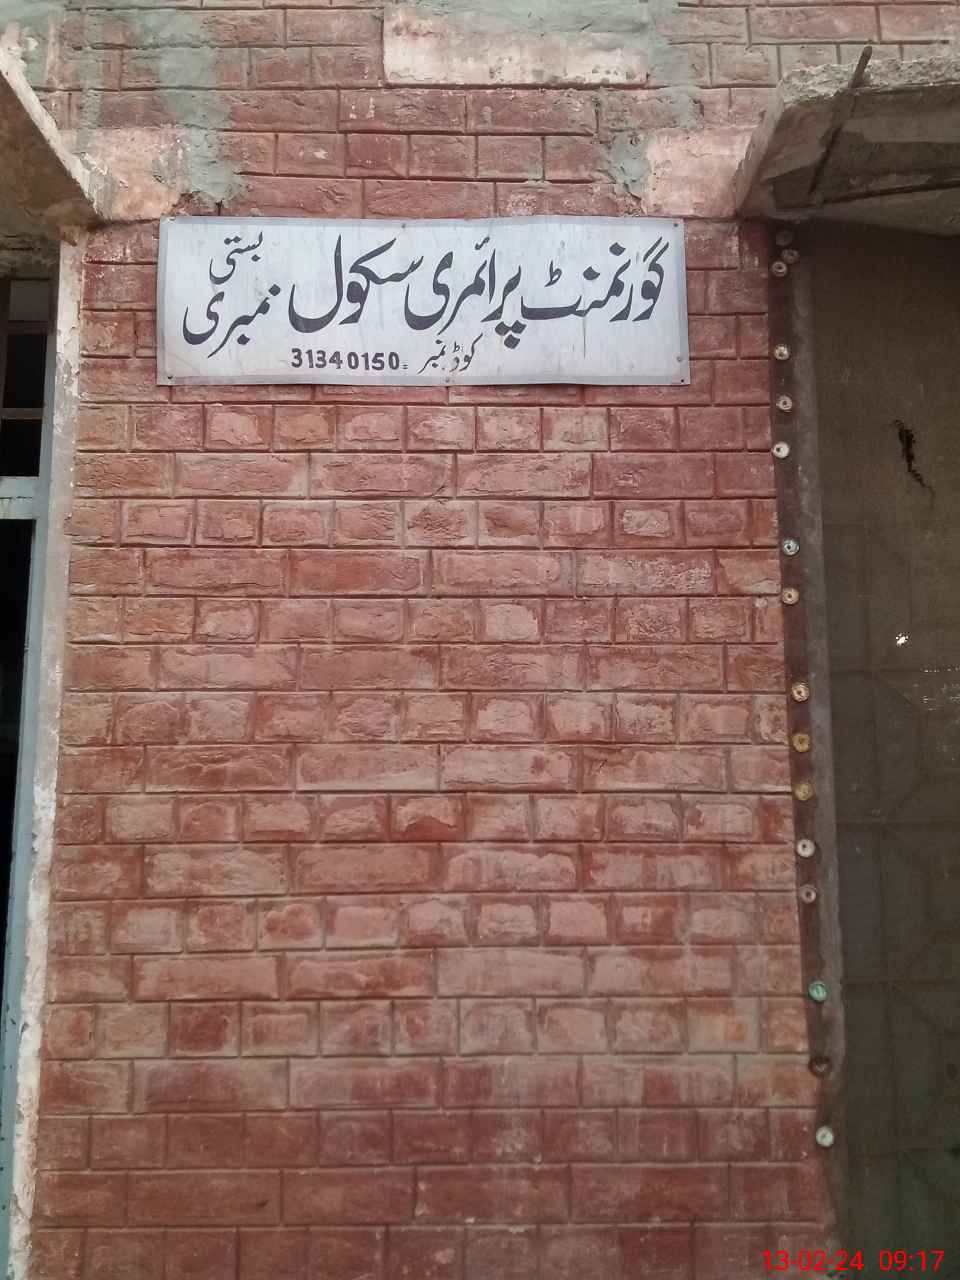 گورنمنٹ پرائمری سکول بستی نمبری
کوڈ نمبر = 31340150
13-02-24 09:17